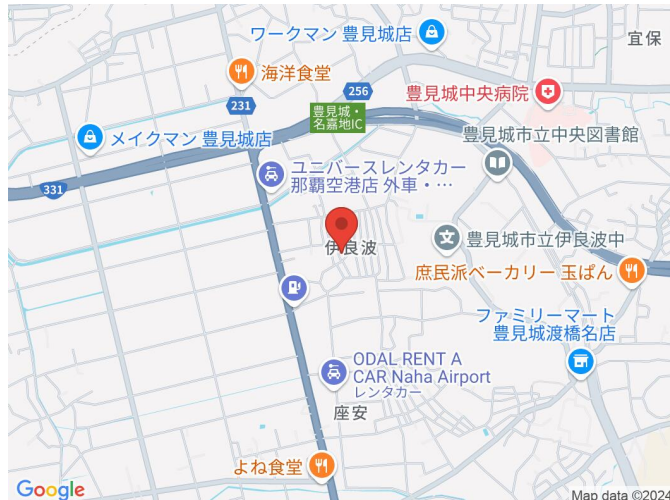 ワークマン 豊見城店
宜保
海洋食堂
豊見城中央病院
256
231
豊見城・
名嘉地IC
メイクマン 豊見城店
豊見城市立中央図書館
ユニバースレンタカー
那覇空港店 外車・…
331
伊良波
豊見城市立伊良波中
庶民派ベーカリー 玉ぱん
ファミリーマート
豊見城渡橋名店
ODAL RENT A
CAR Naha Airport
レンタカー
座安
よね食堂
Google
Map data ©2024